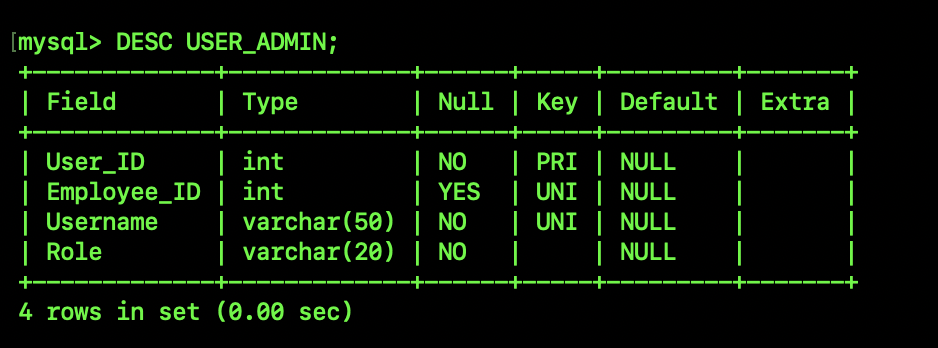 [mysql> DESC USER_ADMIN;
+-------------+-------------+------+-----+---------+-------+
| Field       | Type        | Null | Key | Default | Extra |
+-------------+-------------+------+-----+---------+-------+
| User_ID     | int         | NO   | PRI | NULL    |       |
| Employee_ID | int         | YES  | UNI | NULL    |       |
| Username    | varchar(50) | NO   | UNI | NULL    |       |
| Role        | varchar(20) | NO   |     | NULL    |       |
+-------------+-------------+------+-----+---------+-------+
4 rows in set (0.00 sec)